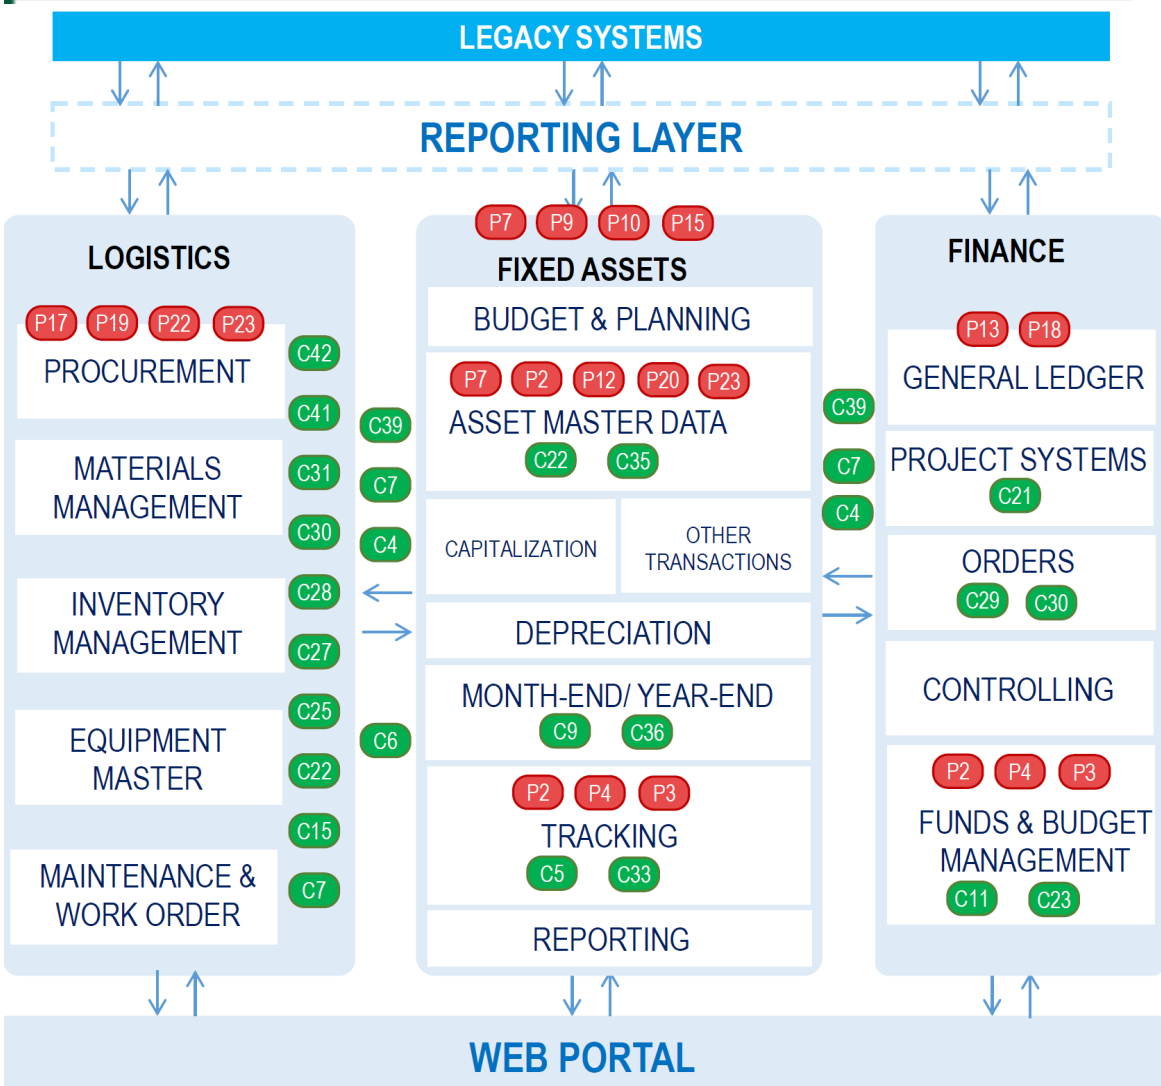 LEGACY SYSTEMS
REPORTING LAYER
LOGISTICS
P17 P19 P22 P23
PROCUREMENT
MATERIALS
MANAGEMENT
INVENTORY
MANAGEMENT
EQUIPMENT
MASTER
MAINTENANCE &
WORK ORDER
C42
C41
C31
C30
C28
C27
C25
C22
C15
C7
C39
C7
C4
C6
P7 P9 P10 P15
FIXED ASSETS
BUDGET & PLANNING
P7 P2 P12 P20 P23
ASSET MASTER DATA
C22 C35
CAPITALIZATION
OTHER
TRANSACTIONS
DEPRECIATION
MONTH-END/ YEAR-END
C9 C36
P2 P4 P3
TRACKING
C5 C33
REPORTING
C39
C7
C4
FINANCE
P13 P18
GENERAL LEDGER
PROJECT SYSTEMS
C21
ORDERS
C29 C30
CONTROLLING
P2 P4 P3
FUNDS & BUDGET
MANAGEMENT
C11 C23
WEB PORTAL